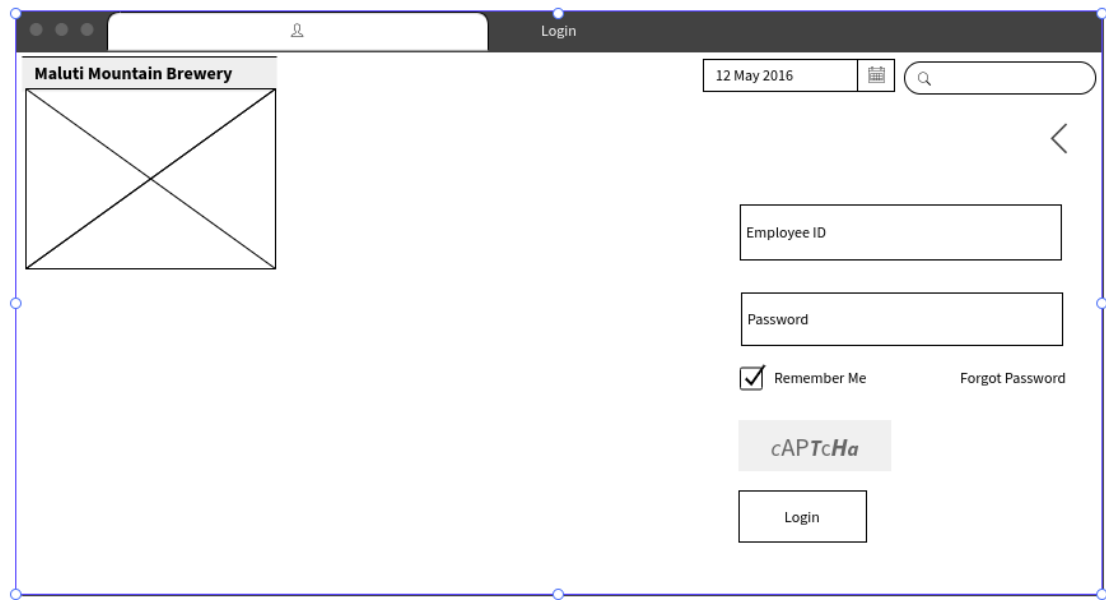 Login
Maluti Mountain Brewery
12 May 2016
Employee ID
Password
Remember Me
Forgot Password
cAPTcHa
Login